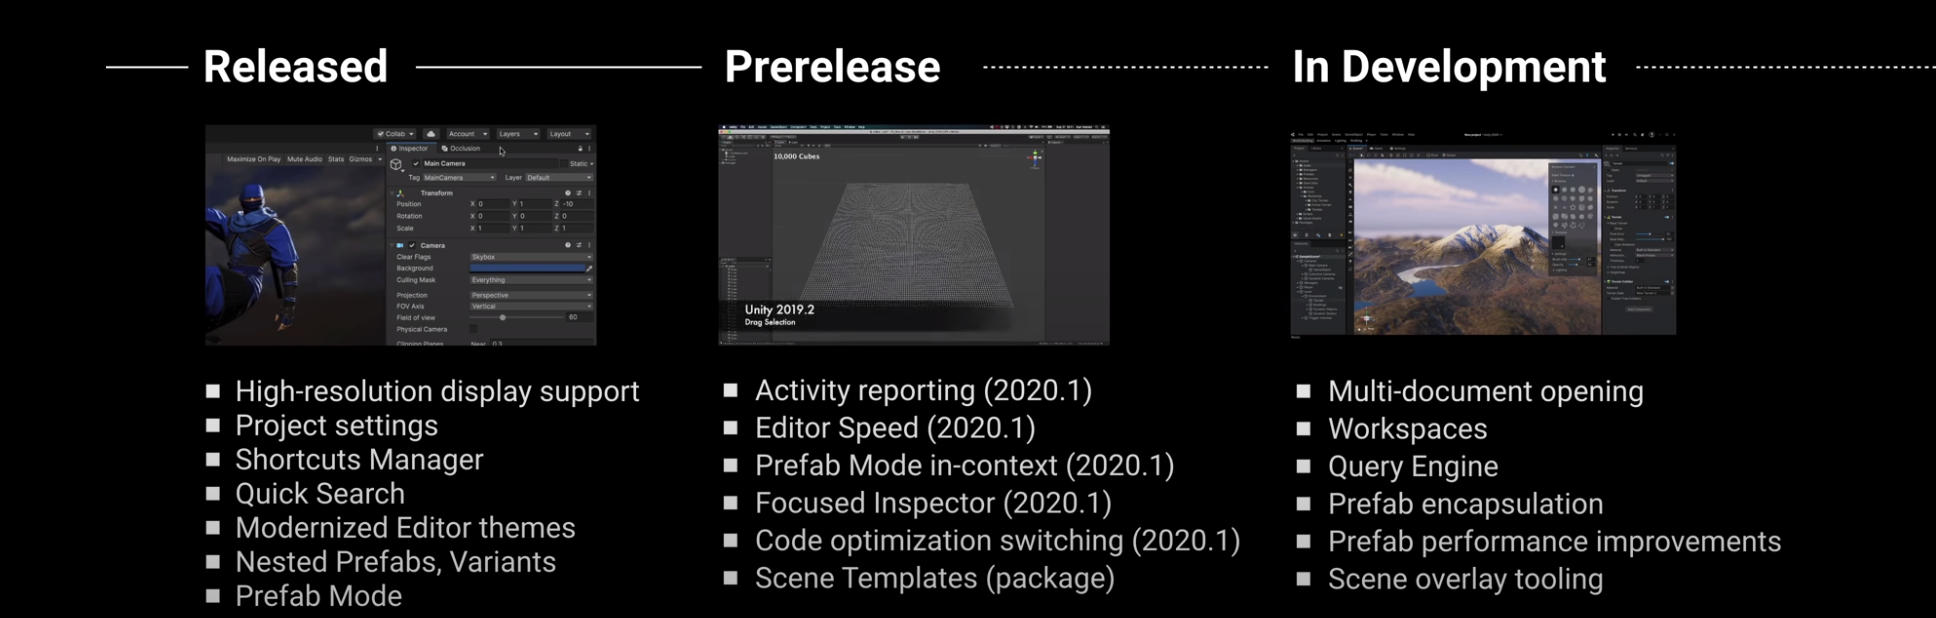 Released
Prerelease
In Development
Collab
Account
Layers
Layout
Inspector
Occlusion
Maximize On Play Mute Audio Stats Gizmos
Main Camera
Static
Tag MainCamera Layer Default
Transform
Position X 0 Y 1 Z -10
Rotation X 0 Y 0 Z 0
Scale X 1 Y 1 Z 1
Camera
Clear Flags Skybox
Background
Culling Mask Everything
Projection Perspective
FOV Axis Vertical
Field of view 60
Physical Camera
Clipping Planes Near 0.3
10,000 Cubes
Unity 2019.2
Drag Selection
High-resolution display support
Project settings
Shortcuts Manager
Quick Search
Modernized Editor themes
Nested Prefabs, Variants
Prefab Mode
Activity reporting (2020.1)
Editor Speed (2020.1)
Prefab Mode in-context (2020.1)
Focused Inspector (2020.1)
Code optimization switching (2020.1)
Scene Templates (package)
Multi-document opening
Workspaces
Query Engine
Prefab encapsulation
Prefab performance improvements
Scene overlay tooling